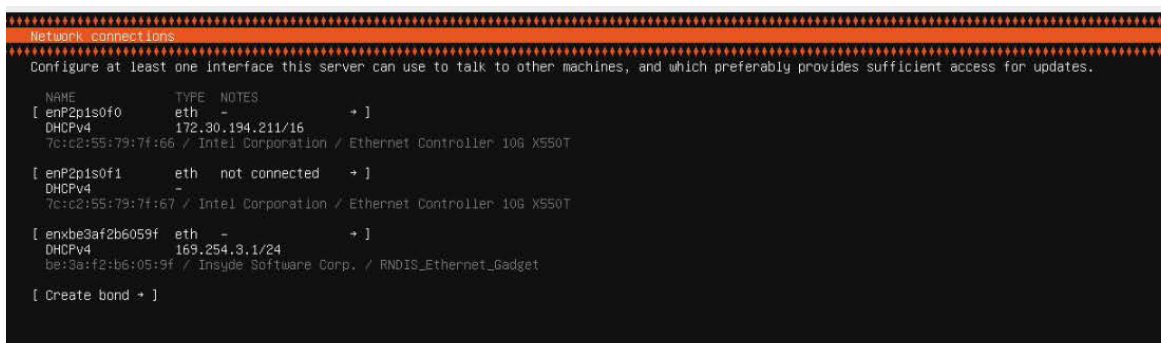 Network connections
Configure at least one interface this server can use to talk to other machines, and which preferably provides sufficient access for updates.
NAME TYPE NOTES
[ enP2p1s0f0 eth - → ]
DHCPv4 172.30.194.211/16
7c:c2:55:79:7f:66 / Intel Corporation / Ethernet Controller 10G X550T
[ enP2p1s0f1 eth not connected → ]
DHCPv4 -
7c:c2:55:79:7f:67 / Intel Corporation / Ethernet Controller 10G X550T
[ enxbe3af2b6059f eth - → ]
DHCPv4 169.254.3.1/24
be:3a:f2:b6:05:9f / Insyde Software Corp. / RNDIS_Ethernet_Gadget
[ Create bond → ]